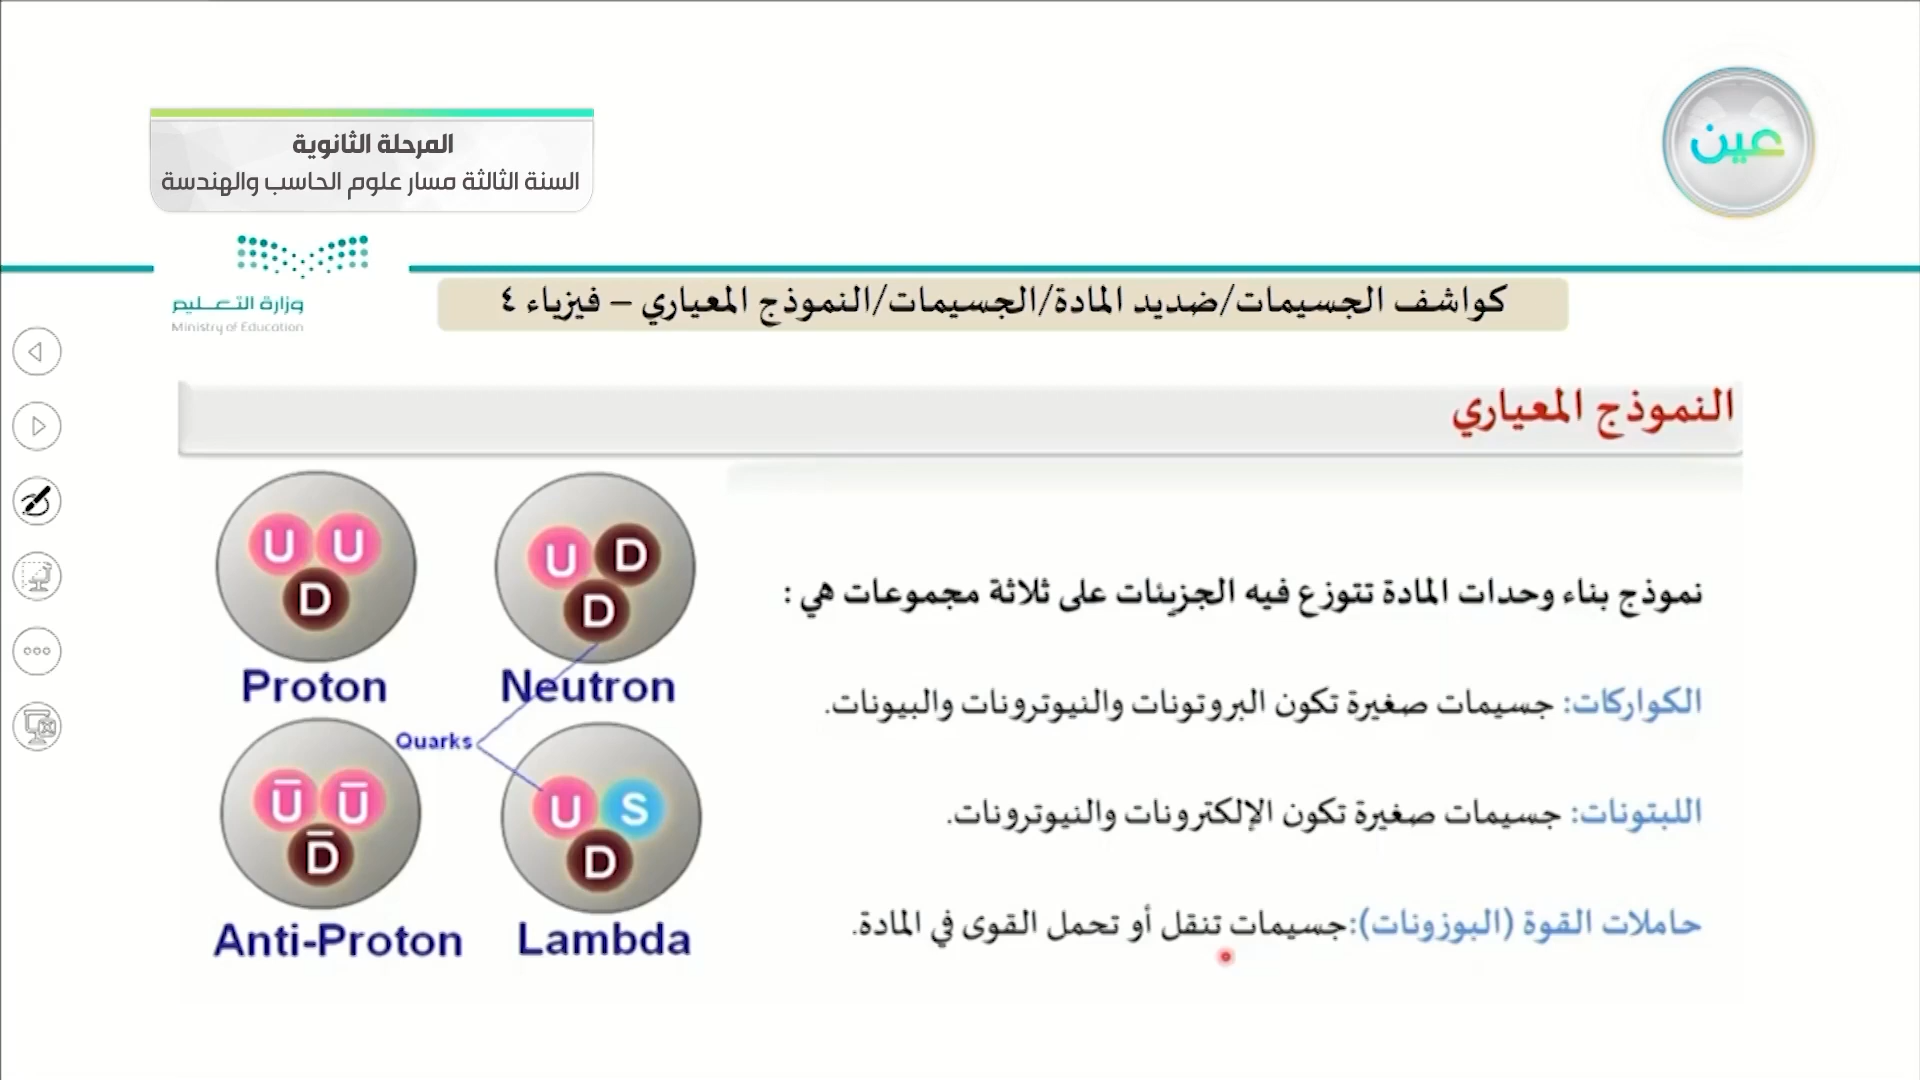 المرحلة الثانوية
السنة الثالثة مسار علوم الحاسب والهندسة
عين
وزارة التعليم
Ministry of Education
كواشف الجسيمات/ضديد المادة/الجسيمات/النموذج المعياري – فيزياء ٤
النموذج المعياري
نموذج بناء وحدات المادة تتوزع فيه الجزيئات على ثلاثة مجموعات هي :
الكواركات: جسيمات صغيرة تكون البروتونات والنيوترونات والبيونات.
اللبتونات: جسيمات صغيرة تكون الإلكترونات والنيوترونات.
حاملات القوة (البوزونات):جسيمات تنقل أو تحمل القوى في المادة.
U U
D
Proton
U D
D
Neutron
Quarks
Ū Ū
D̄
Anti-Proton
U S
D
Lambda